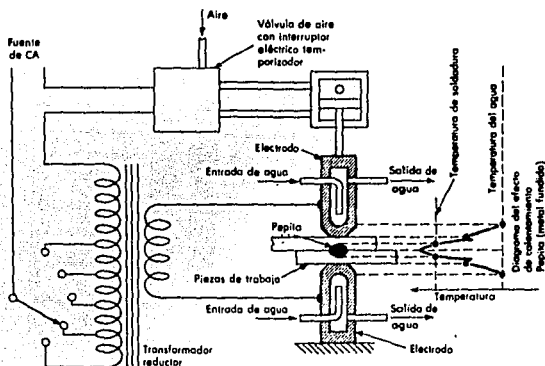 Aire
Fuente
de CA
Válvula de aire
con interruptor
eléctrico tem-
porizador
Electrodo
Entrada de agua
Salida de
agua
Pepita
Piezas de trabajo
Entrada de agua
Salida de
agua
Electrodo
Transformador
reductor
Temperatura de soldadura
Temperatura del agua
Diagrama del efecto
de calentamiento
Pepita (metal fundido)
Temperatura